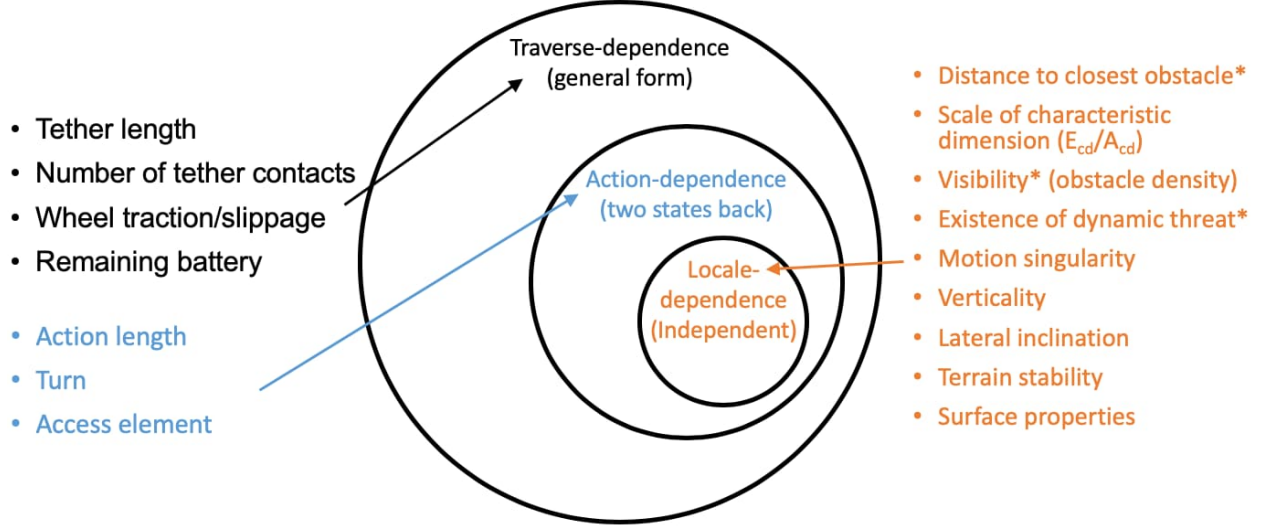 Traverse-dependence
(general form)
• Tether length
• Number of tether contacts
• Wheel traction/slippage
• Remaining battery
• Action length
• Turn
• Access element
Action-dependence
(two states back)
Locale-
dependence
(Independent)
• Distance to closest obstacle*
• Scale of characteristic
dimension (E_cd/A_cd)
• Visibility* (obstacle density)
• Existence of dynamic threat*
• Motion singularity
• Verticality
• Lateral inclination
• Terrain stability
• Surface properties